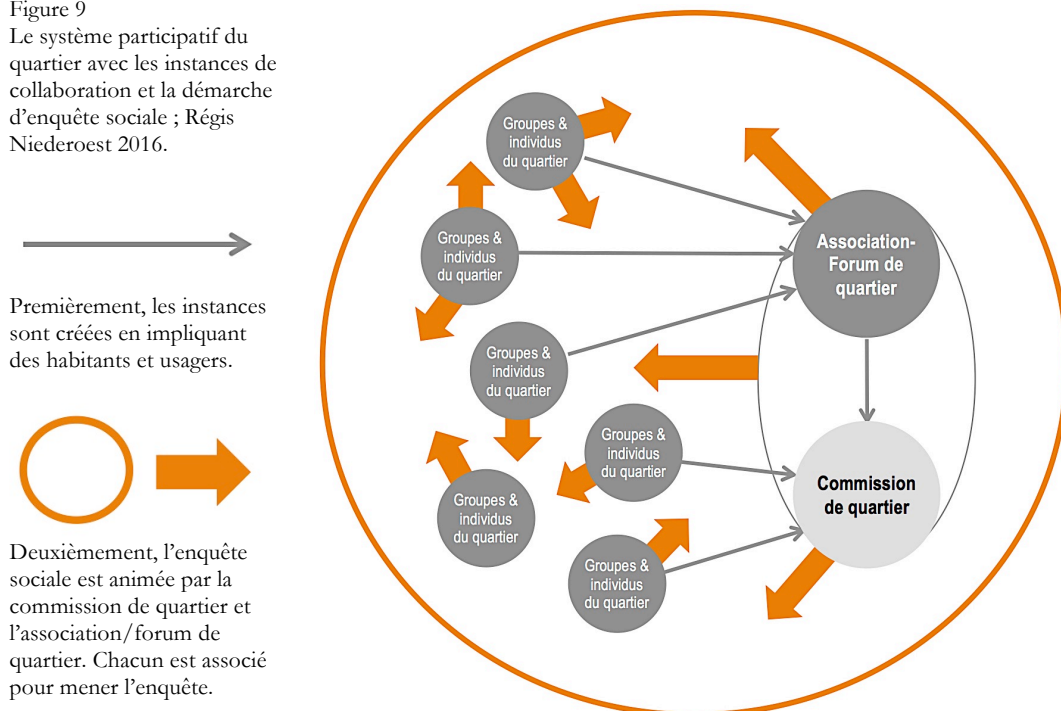 Figure 9
Le système participatif du
quartier avec les instances de
collaboration et la démarche
d’enquête sociale ; Régis
Niederoest 2016.
Premièrement, les instances
sont créées en impliquant
des habitants et usagers.
Deuxièmement, l’enquête
sociale est animée par la
commission de quartier et
l’association/forum de
quartier. Chacun est associé
pour mener l’enquête.
Groupes &
individus
du quartier
Groupes &
individus
du quartier
Groupes &
individus
du quartier
Groupes &
individus
du quartier
Groupes &
individus
du quartier
Groupes &
individus
du quartier
Association-
Forum de
quartier
Commission
de quartier